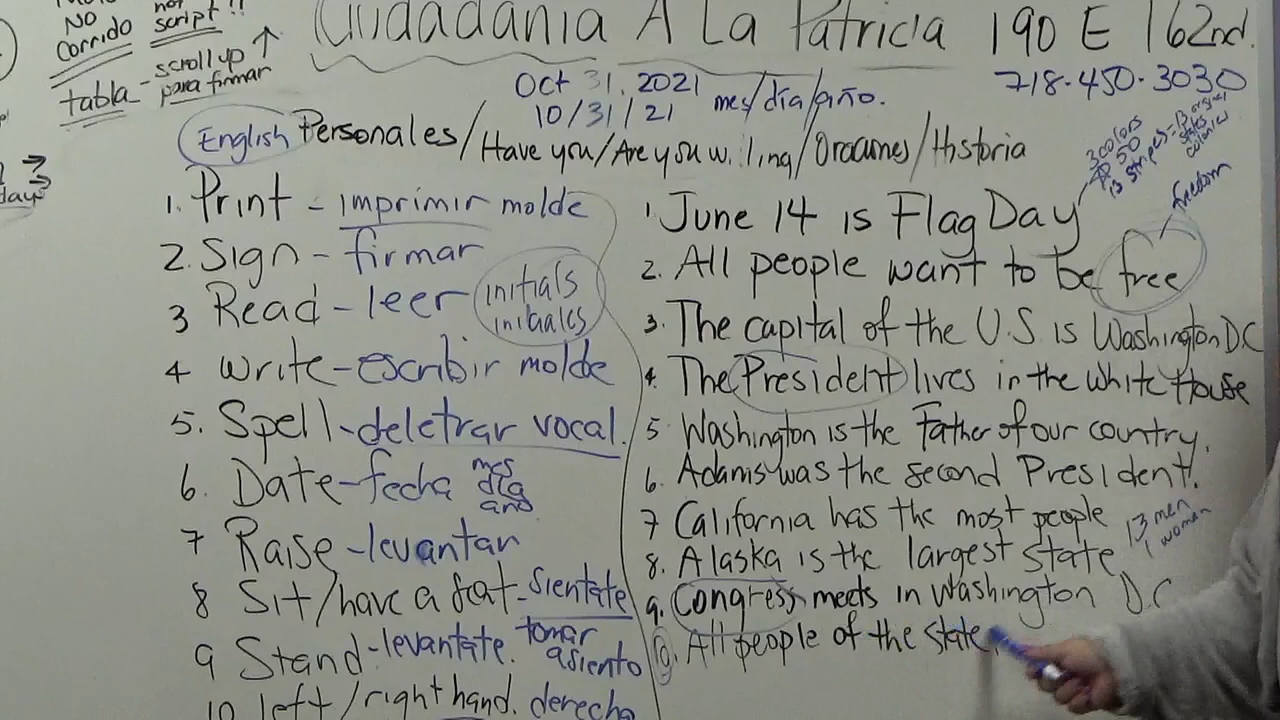 NO not
corrido script!!
tabla - scroll up ↑
para firmar
Ciudadania A La Patricia 190 E 162nd.
718-450-3030
Oct 31, 2021
10/31/21 mes/día/año.
English Personales/Have you/Are you w. ling/Oraciones/Historia
3 colors
50
13 stripes = 13 original
states
colonies
freedom
day
1. Print - imprimir molde
2. Sign - firmar
3 Read - leer
initials
iniciales
4 write - escribir molde
5. Spell - deletrar vocal.
6. Date - fecha mes
dia
ano
7 Raise - levantar
8 Sit/have a seat - sientate
tomar
asiento
9 Stand - levantate.
10 left/right hand. derecha
1 June 14 is Flag Day
2. All people want to be free
3. The capital of the U.S is Washington D.C
4. The President lives in the White House
5 Washington is the Father of our country.
6. Adams was the second President.
7 California has the most people
13 men
1 woman
8. Alaska is the largest state
9. Congress meets in Washington D.C
10. All people of the state